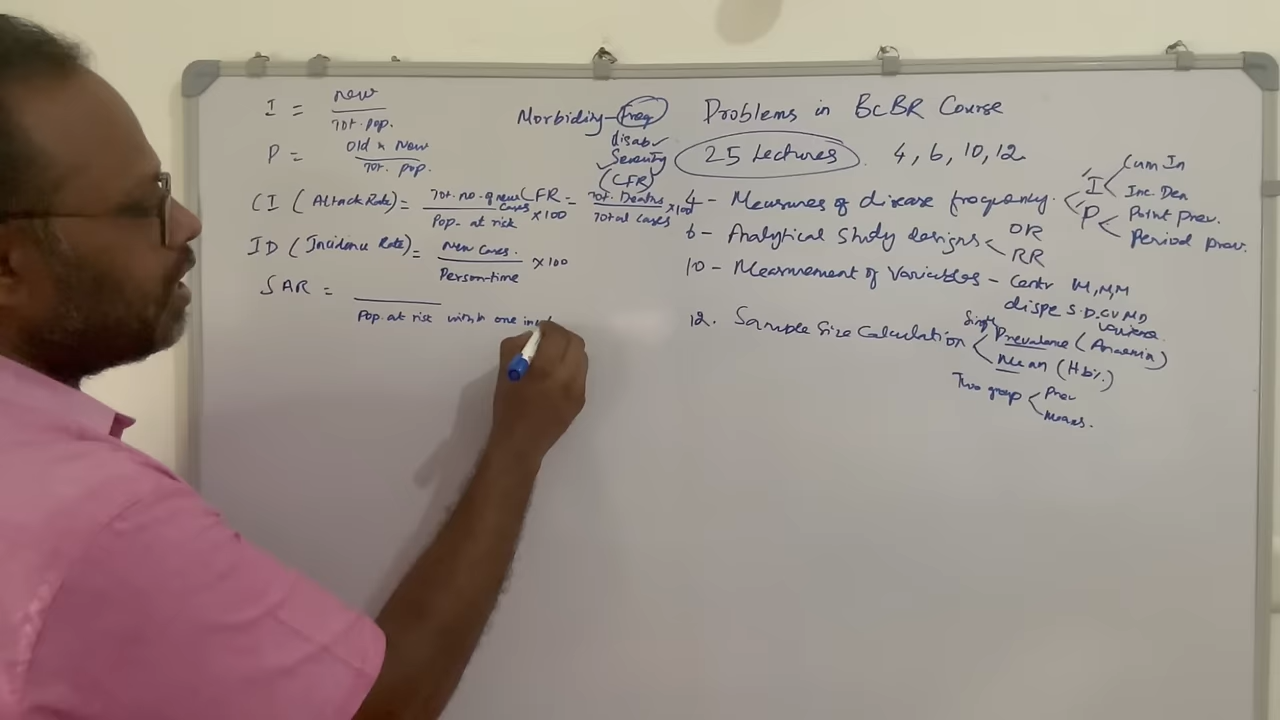 I = new
Tot. pop.
P = Old + New
Tot. pop.
CI (Attack Rate) = Tot. no. of new cases × 100
Pop. at risk
CFR = Tot. Deaths × 100
Total cases
ID (Incidence Rate) = New Cases. × 100
Person-time
SAR =
Pop. at risk with one
Morbidity - Freq
disab ✓
✓ Severity
(CFR)
Problems in BCBR Course
25 Lectures 4, 6, 10, 12
4 - Measures of disease frequency. < I < Cum In
Inc. Den
P < Point Prev.
Period prev.
6 - Analytical Study designs < OR
RR
10 - Measurement of Variables - Centr M,M,M
dispe S.D, CV MD
Variance.
12. Sample Size Calculation < Single Prevalence (Anaemia)
Mean (Hb%)
Two group < Prev
Means.